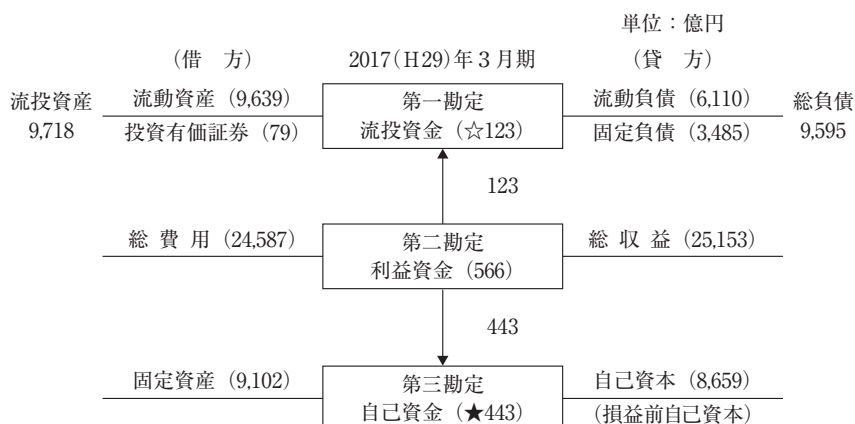 単位：億円
(借　方)　2017(H29)年3月期　(貸　方)
流投資産　流動資産 (9,639)　第一勘定　流動負債 (6,110)　総負債
9,718　投資有価証券 (79)　流投資金 (☆123)　固定負債 (3,485)　9,595
123
総 費 用 (24,587)　第二勘定　総 収 益 (25,153)
利益資金 (566)
443
固定資産 (9,102)　第三勘定　自己資本 (8,659)
自己資金 (★443)　(損益前自己資本)